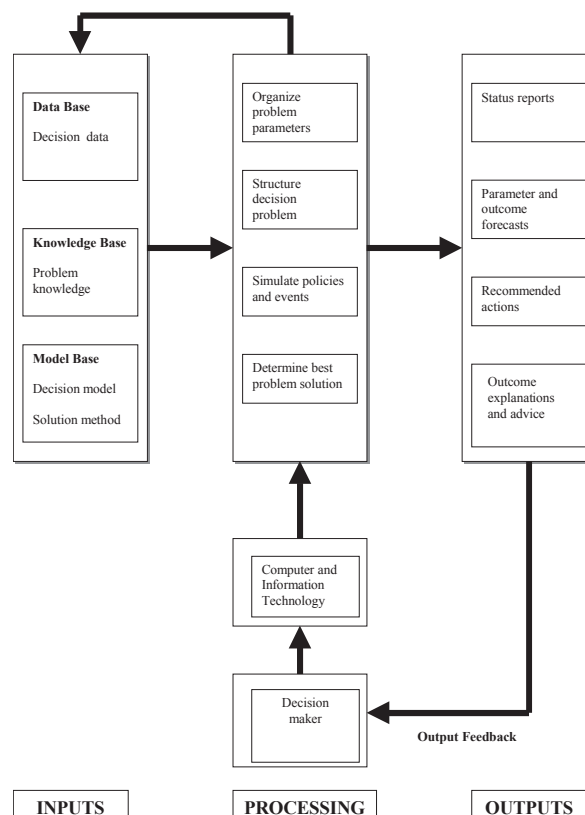 Data Base
Decision data
Knowledge Base
Problem
knowledge
Model Base
Decision model
Solution method
Organize
problem
parameters
Structure
decision
problem
Simulate policies
and events
Determine best
problem solution
Status reports
Parameter and
outcome
forecasts
Recommended
actions
Outcome
explanations
and advice
Computer and
Information
Technology
Decision
maker
Output Feedback
INPUTS
PROCESSING
OUTPUTS